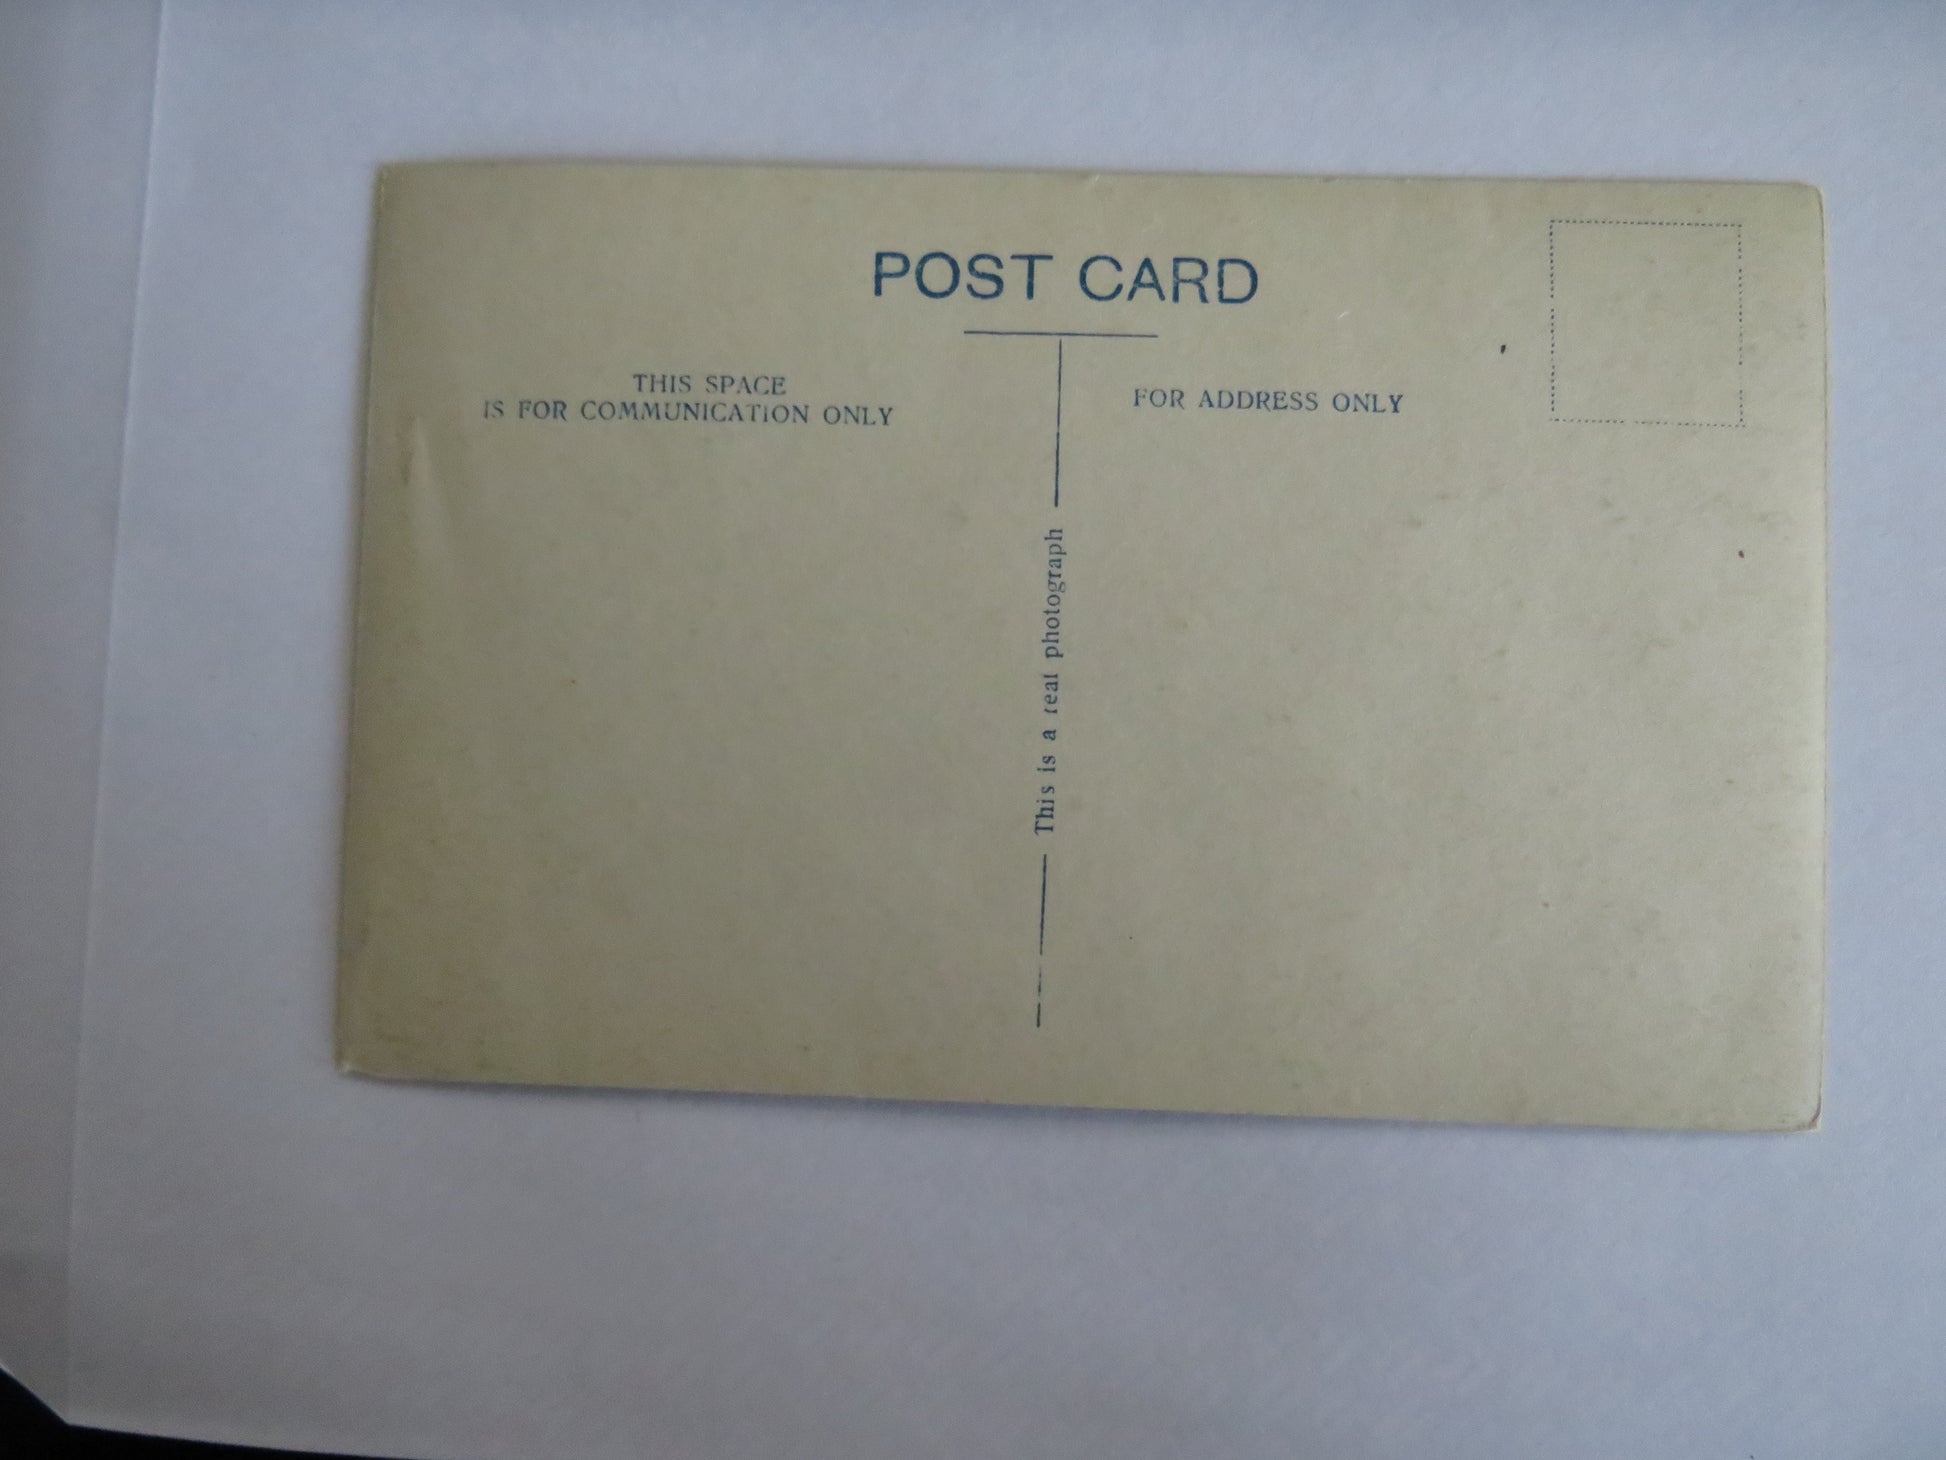 POST CARD
THIS SPACE
IS FOR COMMUNICATION ONLY
FOR ADDRESS ONLY
This is a real photograph